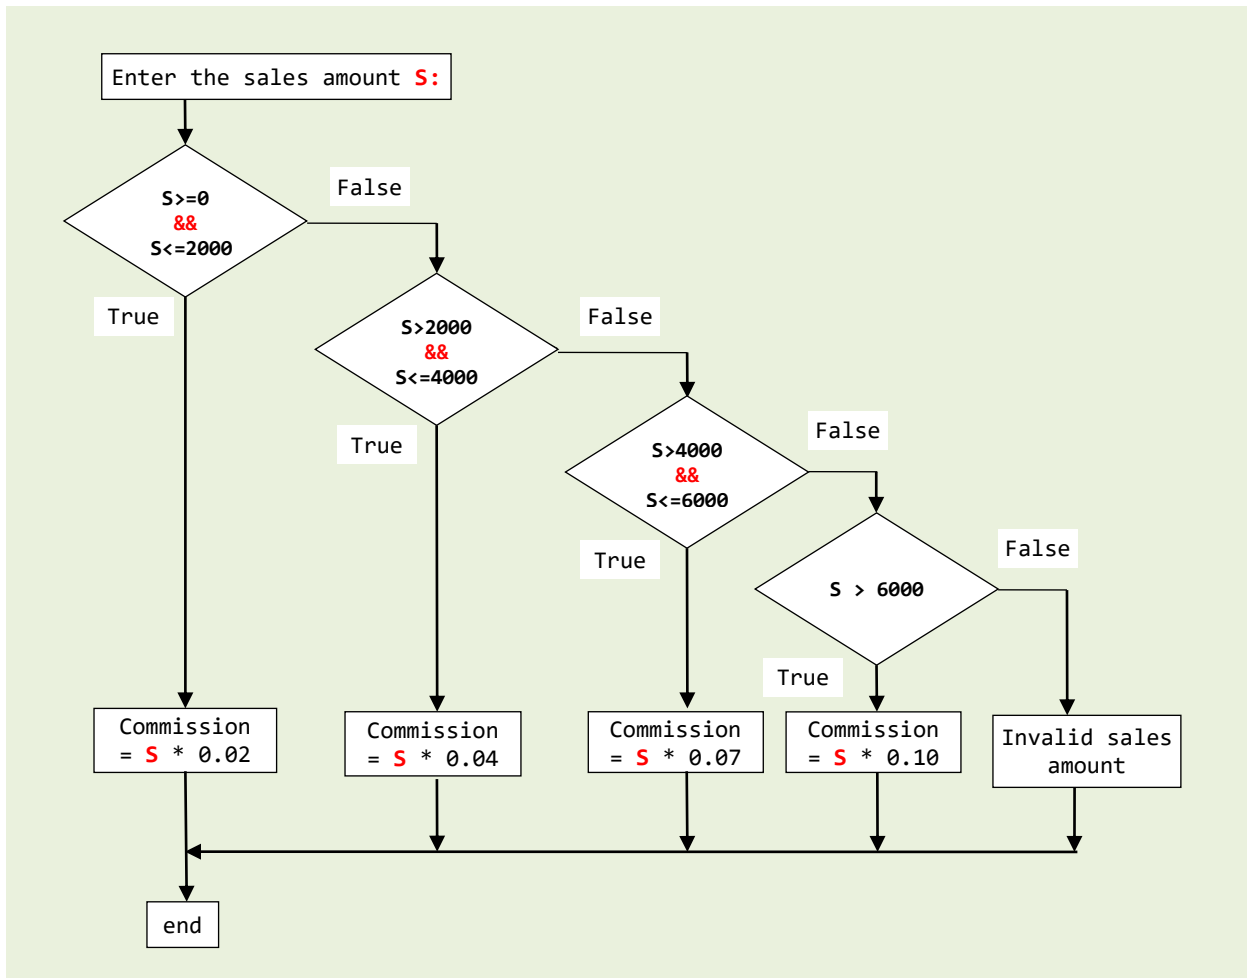 Enter the sales amount S:
S>=0
&&
S<=2000
False
True
S>2000
&&
S<=4000
False
True
S>4000
&&
S<=6000
False
True
S > 6000
False
True
Commission
= S * 0.02
Commission
= S * 0.04
Commission
= S * 0.07
Commission
= S * 0.10
Invalid sales
amount
end